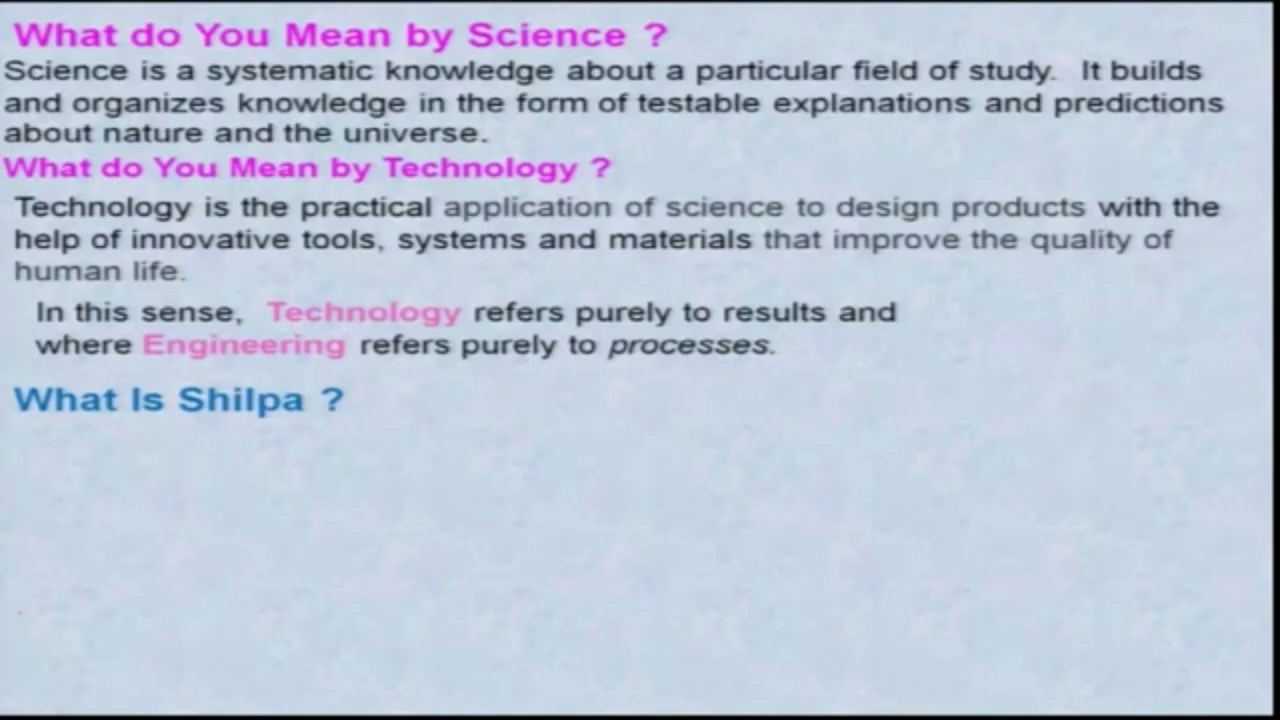 What do You Mean by Science ?
Science is a systematic knowledge about a particular field of study. It builds
and organizes knowledge in the form of testable explanations and predictions
about nature and the universe.
What do You Mean by Technology ?
Technology is the practical application of science to design products with the
help of innovative tools, systems and materials that improve the quality of
human life.
In this sense, Technology refers purely to results and
where Engineering refers purely to processes.
What Is Shilpa ?